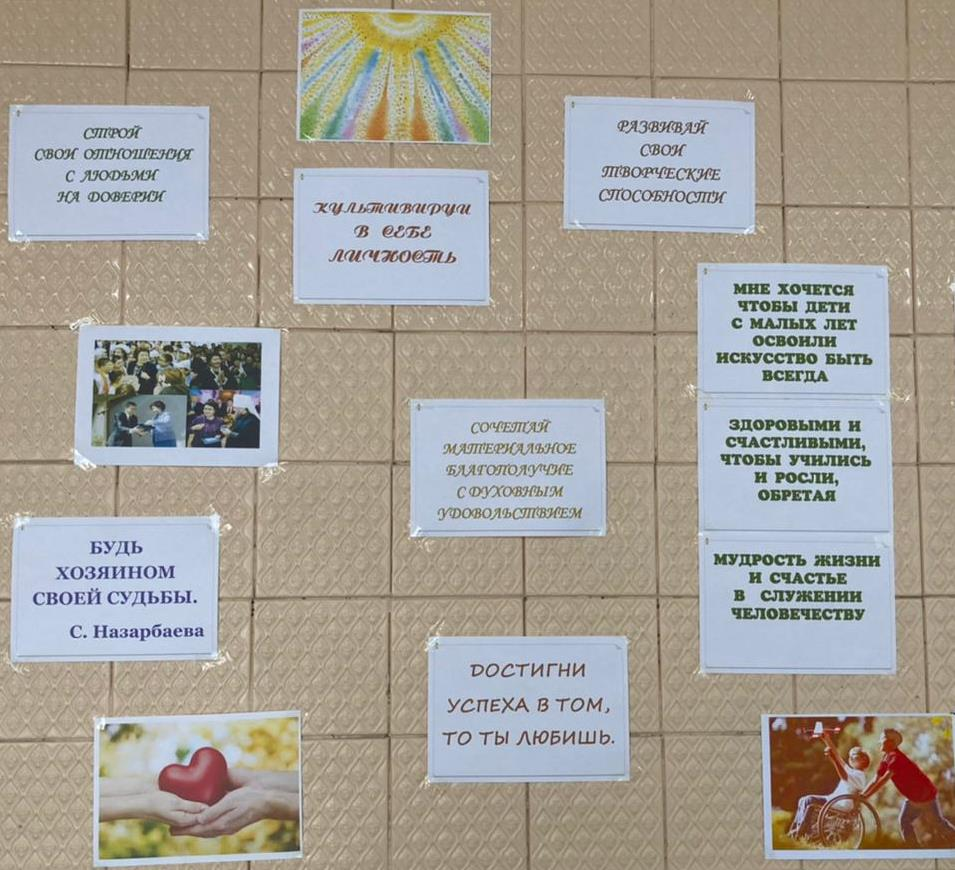 СТРОЙ
СВОИ ОТНОШЕНИЯ
С ЛЮДЬМИ
НА ДОВЕРИИ
КУЛЬТИВИРУИ
В СЕБЕ
ЛИЧНОСТЬ
РАЗВИВАЙ
СВОИ
ТВОРЧЕСКИЕ
СПОСОБНОСТИ
МНЕ ХОЧЕТСЯ
ЧТОБЫ ДЕТИ
С МАЛЫХ ЛЕТ
ОСВОИЛИ
ИСКУССТВО БЫТЬ
ВСЕГДА
ЗДОРОВЫМИ И
СЧАСТЛИВЫМИ,
ЧТОБЫ УЧИЛИСЬ
И РОСЛИ,
ОБРЕТАЯ
МУДРОСТЬ ЖИЗНИ
И СЧАСТЬЕ
В СЛУЖЕНИИ
ЧЕЛОВЕЧЕСТВУ
СОЧЕТАЙ
МАТЕРИАЛЬНОЕ
БЛАГОПОЛУЧИЕ
С ДУХОВНЫМ
УДОВОЛЬСТВИЕМ
БУДЬ
ХОЗЯИНОМ
СВОЕЙ СУДЬБЫ.
С. Назарбаева
ДОСТИГНИ
УСПЕХА В ТОМ,
ТО ТЫ ЛЮБИШЬ.